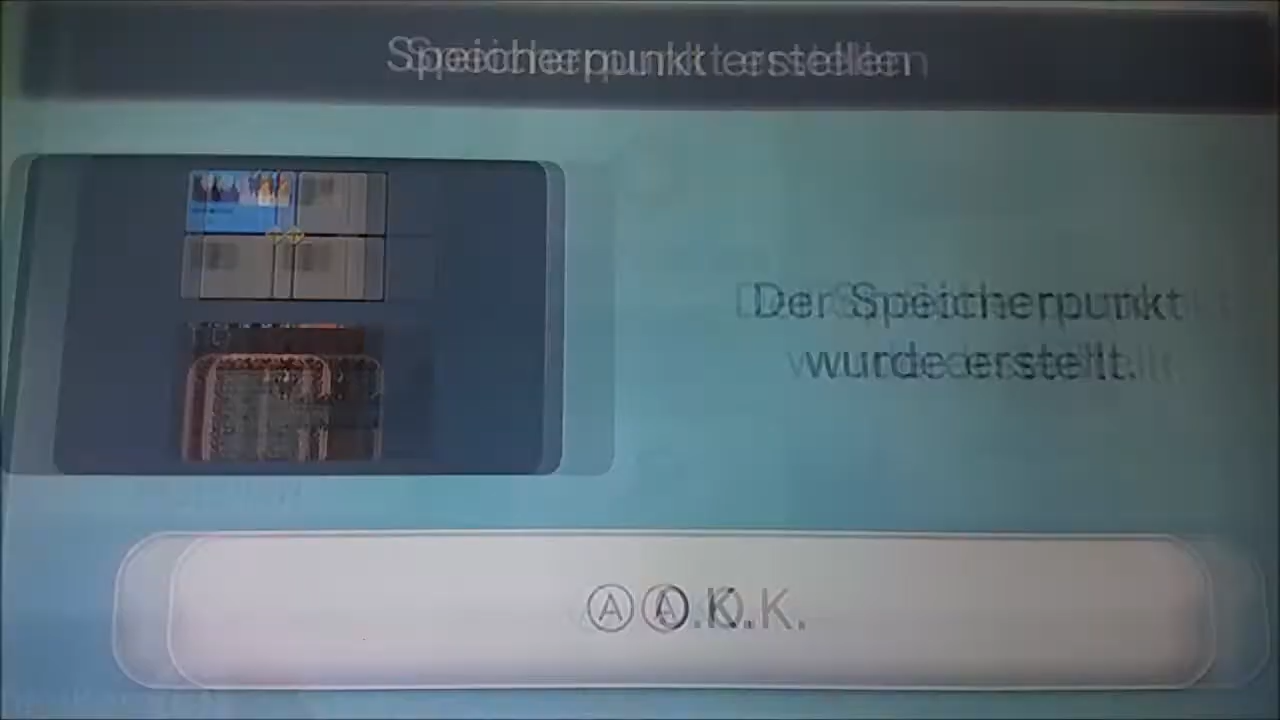 Speicherpunkt erstellen
Der Speicherpunkt
wurde erstellt.
Ⓐ O.K.